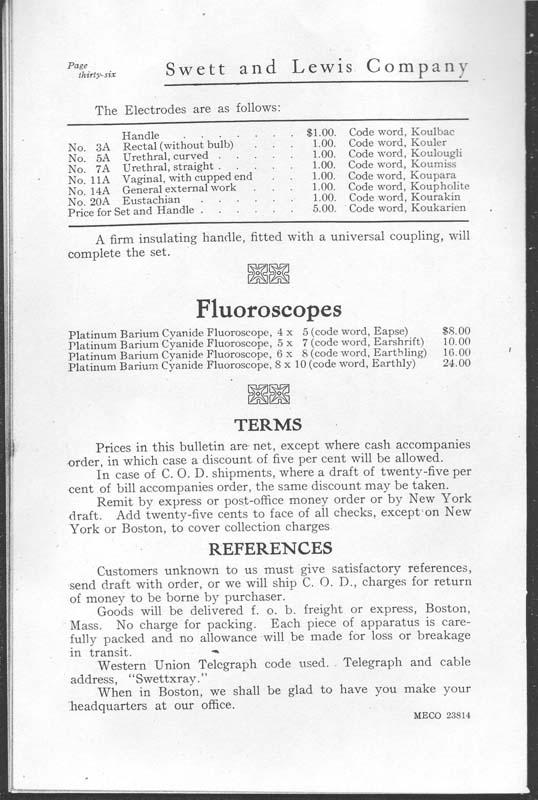 Page
thirty-six
Swett and Lewis Company
The Electrodes are as follows:
Handle . . . . . . . $1.00. Code word, Koulbac
No. 3A Rectal (without bulb) . . . . 1.00. Code word, Kouler
No. 5A Urethral, curved . . . . . 1.00. Code word, Koulougli
No. 7A Urethral, straight . . . . . 1.00. Code word, Koumiss
No. 11A Vaginal, with cupped end . . . 1.00. Code word, Koupara
No. 14A General external work . . . 1.00. Code word, Koupholite
No. 20A Eustachian . . . . . . 1.00. Code word, Kourakin
Price for Set and Handle . . . . . 5.00. Code word, Koukarien
A firm insulating handle, fitted with a universal coupling, will
complete the set.
Fluoroscopes
Platinum Barium Cyanide Fluoroscope, 4 x 5 (code word, Eapse) $8.00
Platinum Barium Cyanide Fluoroscope, 5 x 7 (code word, Earshrift) 10.00
Platinum Barium Cyanide Fluoroscope, 6 x 8 (code word, Earthling) 16.00
Platinum Barium Cyanide Fluoroscope, 8 x 10 (code word, Earthly) 24.00
TERMS
Prices in this bulletin are net, except where cash accompanies
order, in which case a discount of five per cent will be allowed.
In case of C. O. D. shipments, where a draft of twenty-five per
cent of bill accompanies order, the same discount may be taken.
Remit by express or post-office money order or by New York
draft. Add twenty-five cents to face of all checks, except on New
York or Boston, to cover collection charges
REFERENCES
Customers unknown to us must give satisfactory references,
send draft with order, or we will ship C. O. D., charges for return
of money to be borne by purchaser.
Goods will be delivered f. o. b. freight or express, Boston,
Mass. No charge for packing. Each piece of apparatus is care-
fully packed and no allowance will be made for loss or breakage
in transit.
Western Union Telegraph code used. Telegraph and cable
address, "Swettxray."
When in Boston, we shall be glad to have you make your
headquarters at our office.
MECO 23814